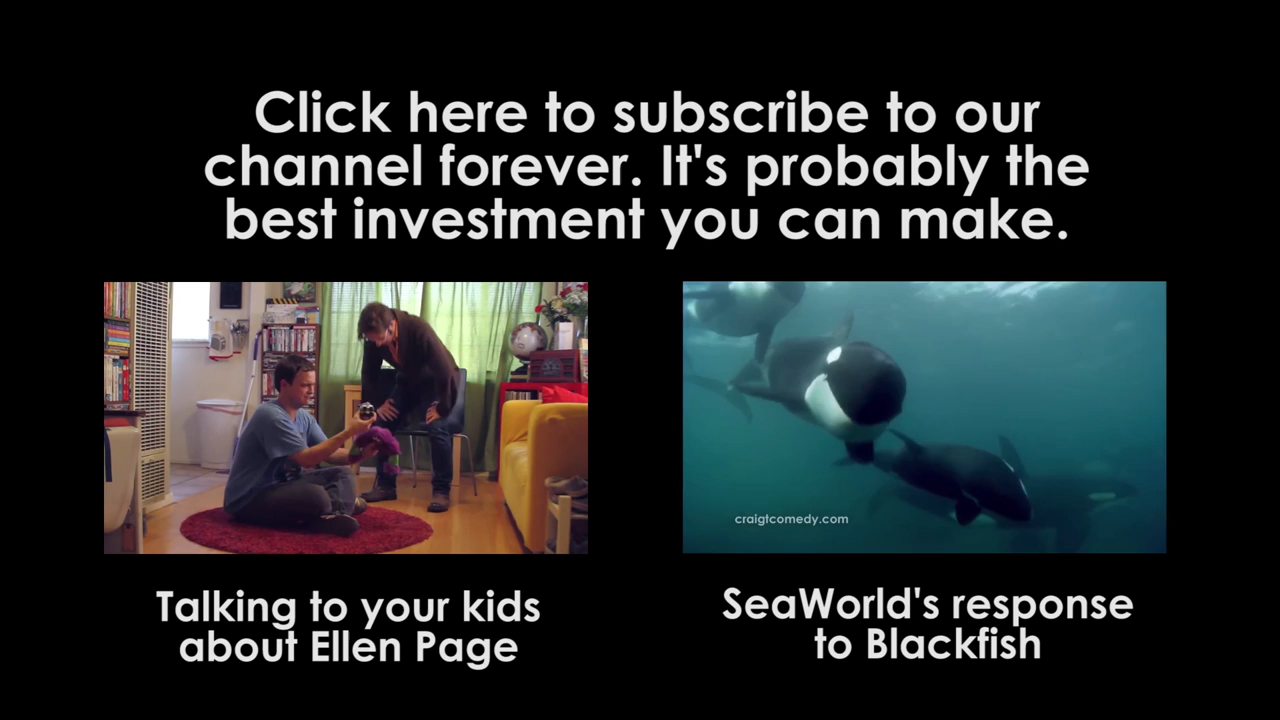 Click here to subscribe to our
channel forever. It's probably the
best investment you can make.
craigtcomedy.com
Talking to your kids
about Ellen Page
SeaWorld's response
to Blackfish